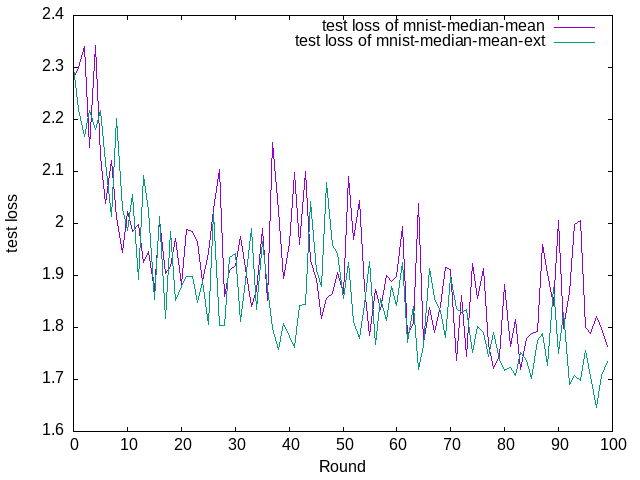 2.4
test loss of mnist-median-mean
test loss of mnist-median-mean-ext
2.3
2.2
2.1
2
1.9
1.8
1.7
1.6
test loss
0 10 20 30 40 50 60 70 80 90 100
Round